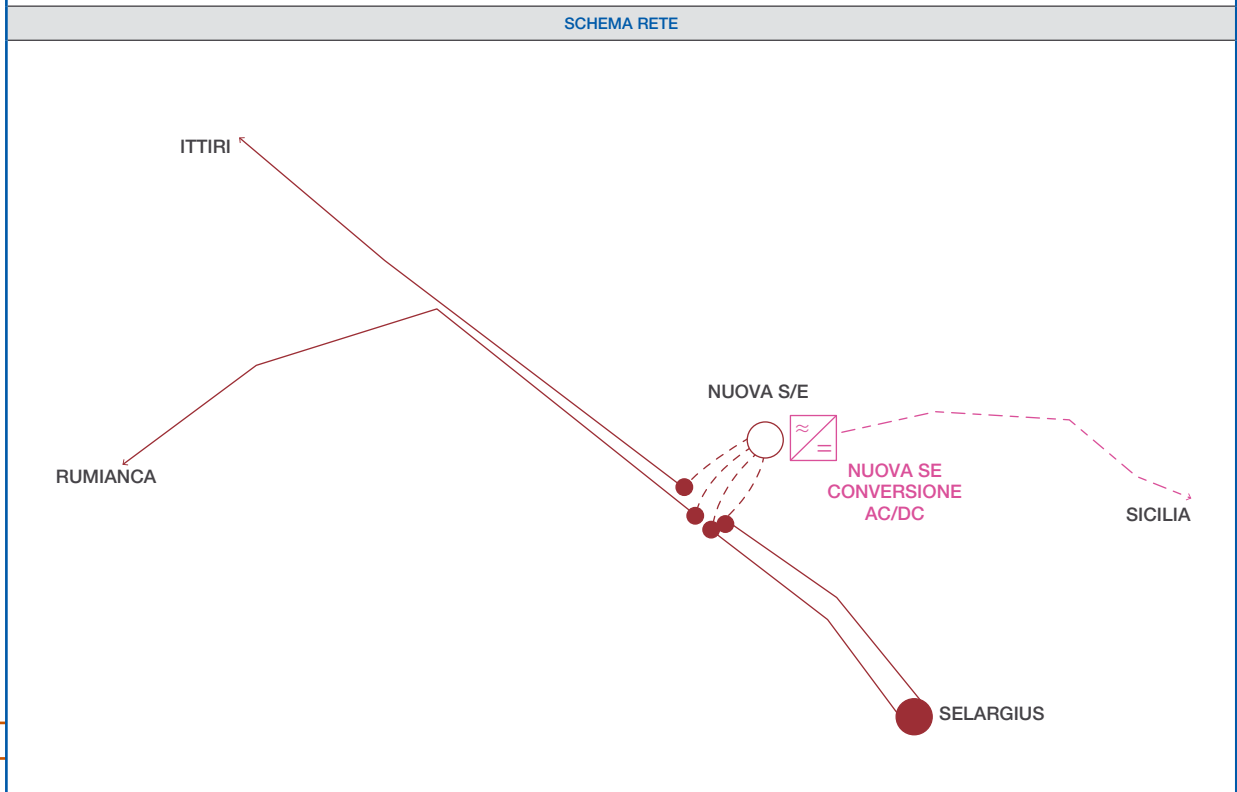 SCHEMA RETE
ITTIRI
NUOVA S/E
RUMIANCA
NUOVA SE
CONVERSIONE
AC/DC
SICILIA
SELARGIUS